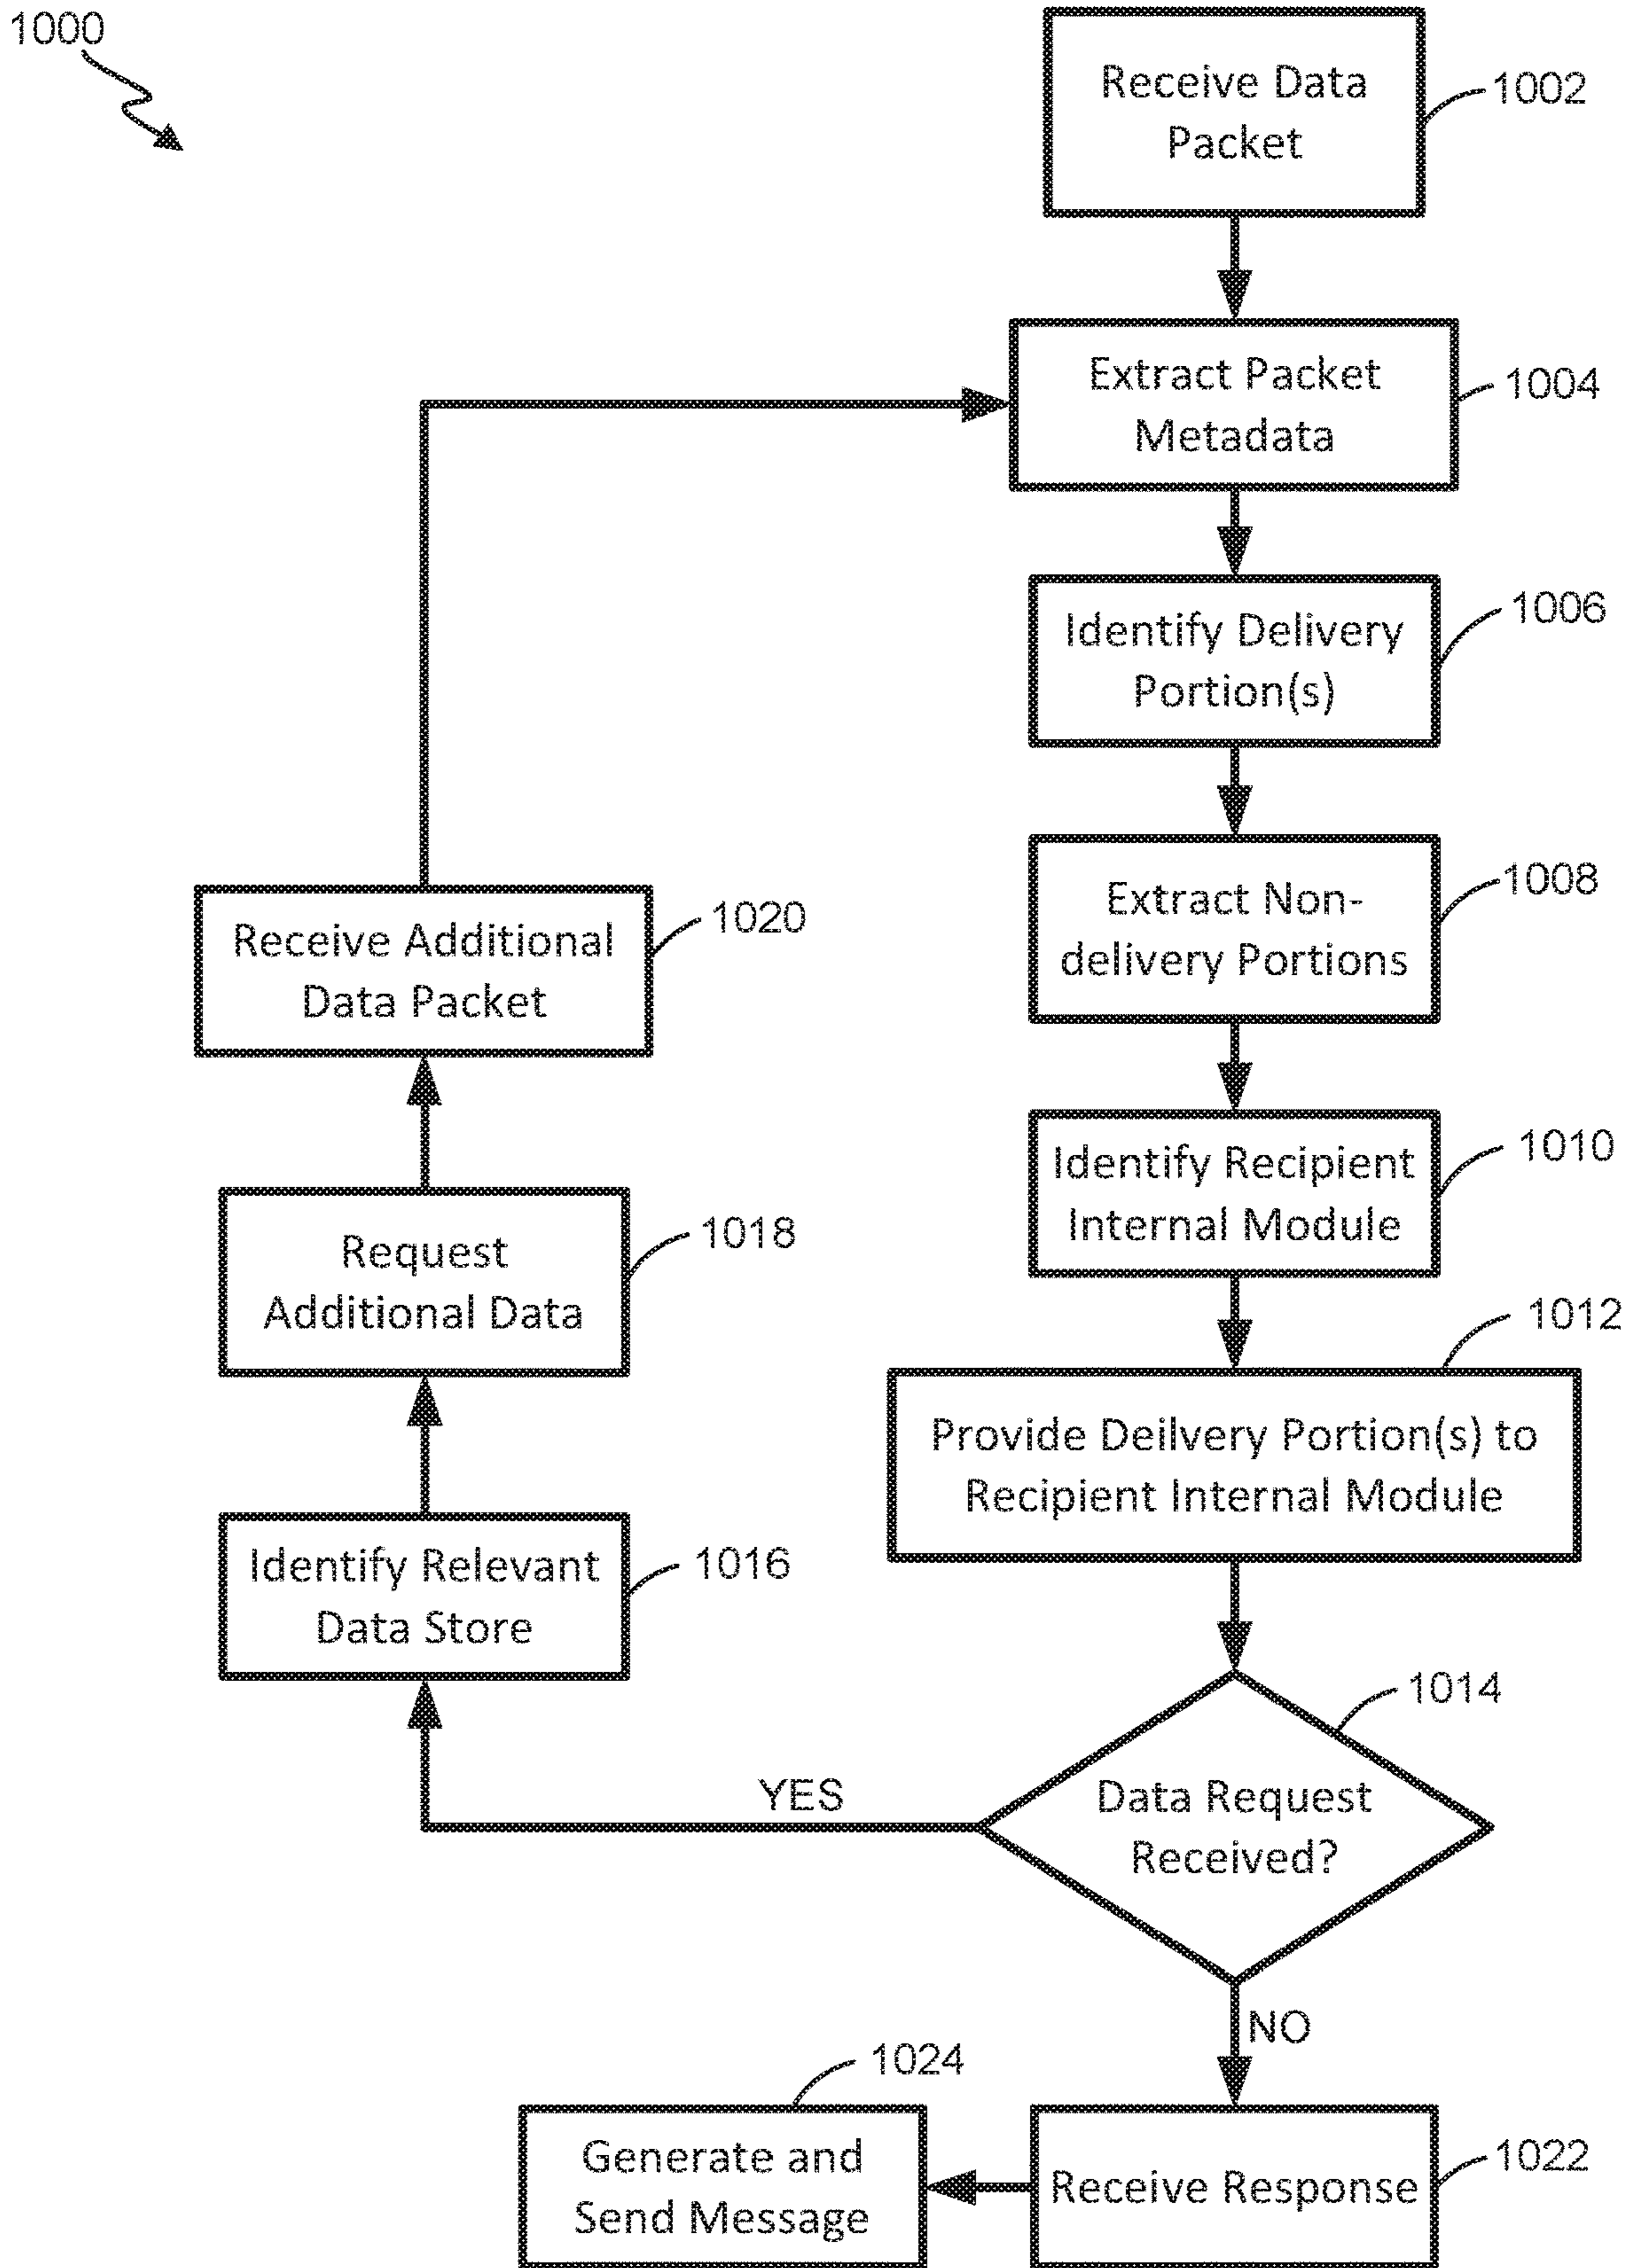 1000
Receive Data
Packet
1002
Extract Packet
Metadata
1004
Identify Delivery
Portion(s)
1006
Extract Non-
delivery Portions
1008
Identify Recipient
Internal Module
1010
Provide Deilvery Portion(s) to
Recipient Internal Module
1012
Data Request
Received?
1014
YES
Identify Relevant
Data Store
1016
Request
Additional Data
1018
Receive Additional
Data Packet
1020
NO
Receive Response
1022
Generate and
Send Message
1024